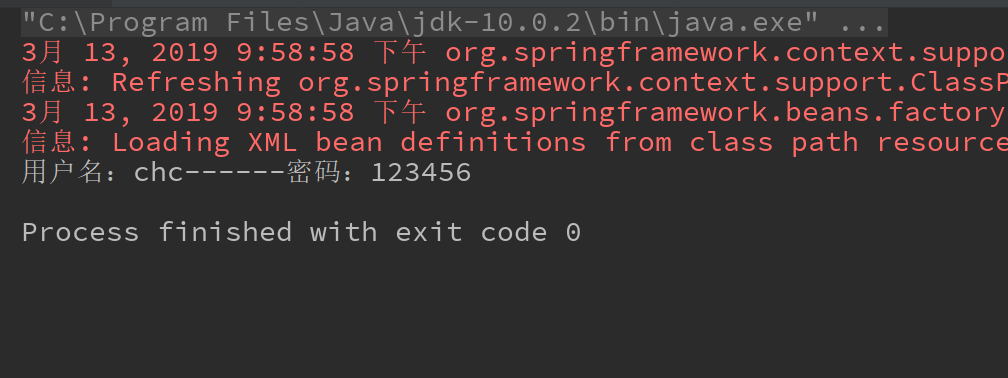 "C:\Program Files\Java\jdk-10.0.2\bin\java.exe" ...
3月 13, 2019 9:58:58 下午 org.springframework.context.suppo
信息: Refreshing org.springframework.context.support.ClassP
3月 13, 2019 9:58:58 下午 org.springframework.beans.factory
信息: Loading XML bean definitions from class path resource
用户名：chc------密码：123456
Process finished with exit code 0